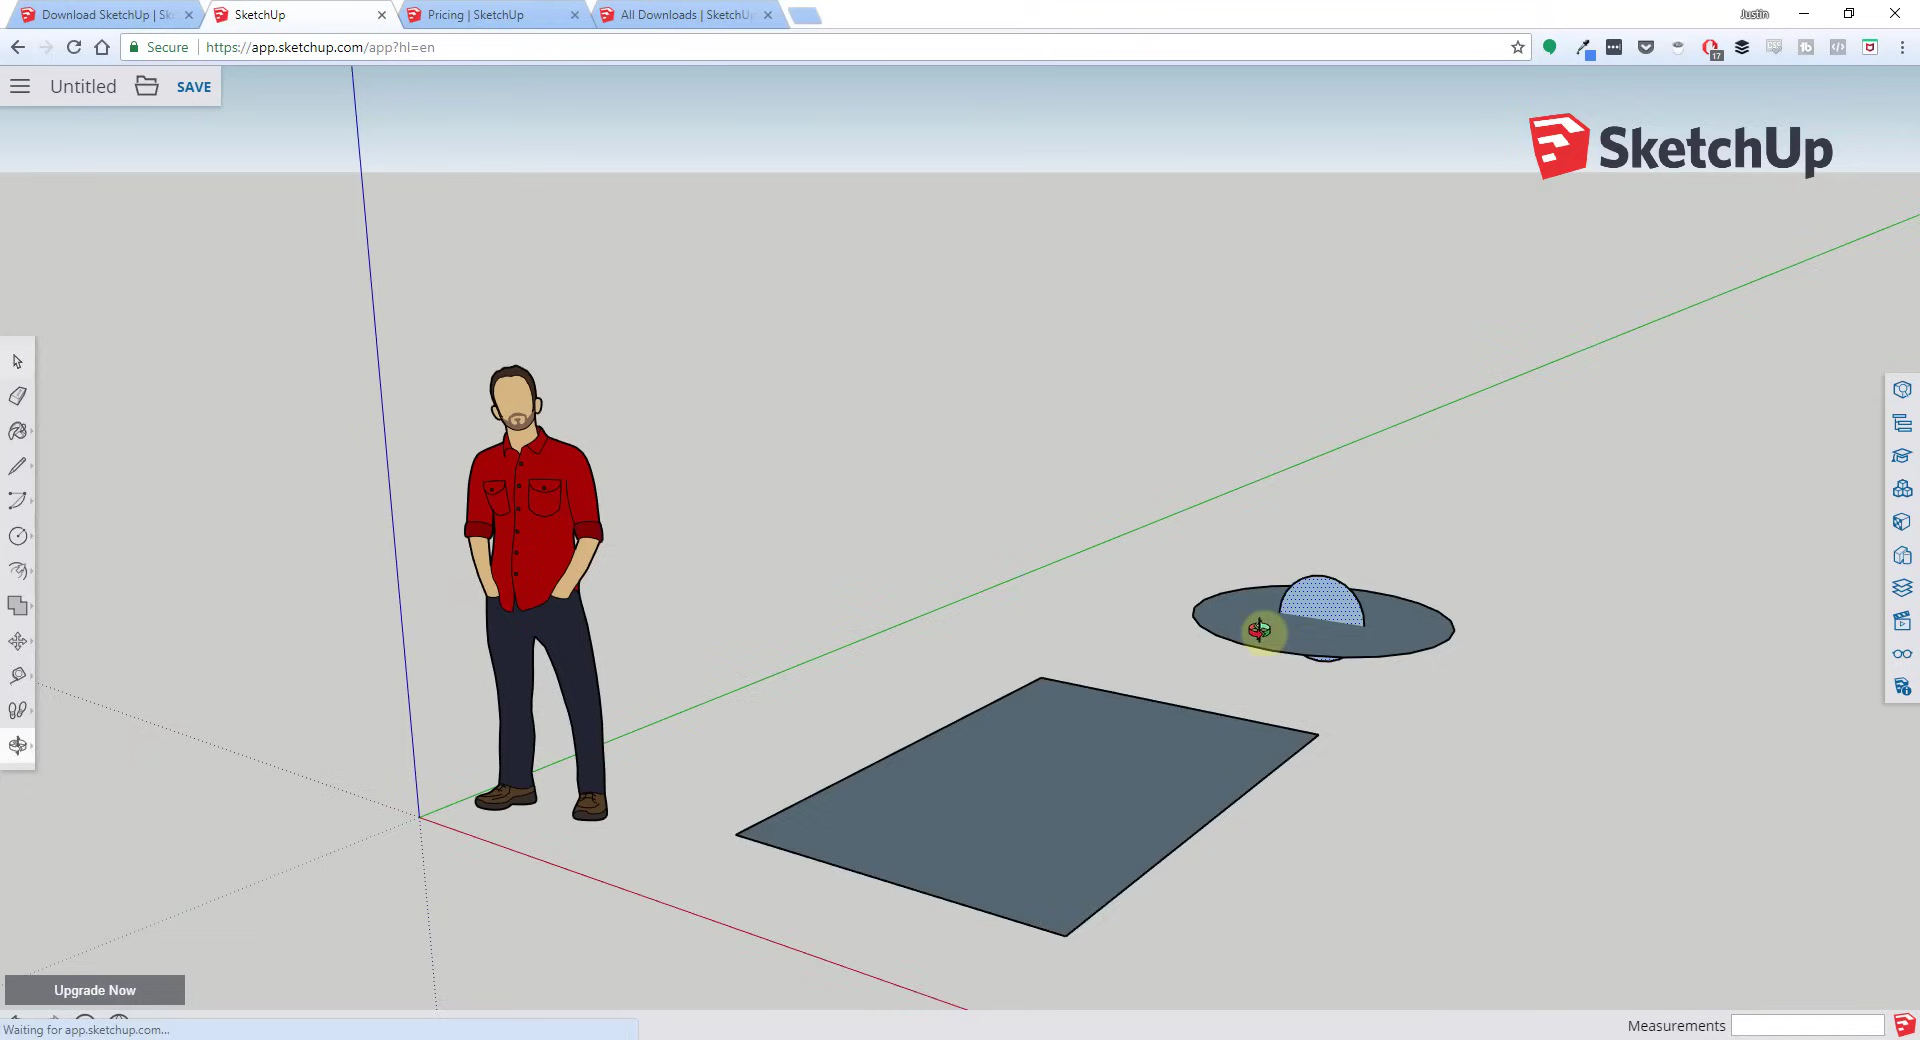 Download SketchUp | Sk
SketchUp
Pricing | SketchUp
All Downloads | SketchU
Justin
Secure
https://app.sketchup.com/app?hl=en
17
Untitled
SAVE
SketchUp
Upgrade Now
Waiting for app.sketchup.com...
Measurements